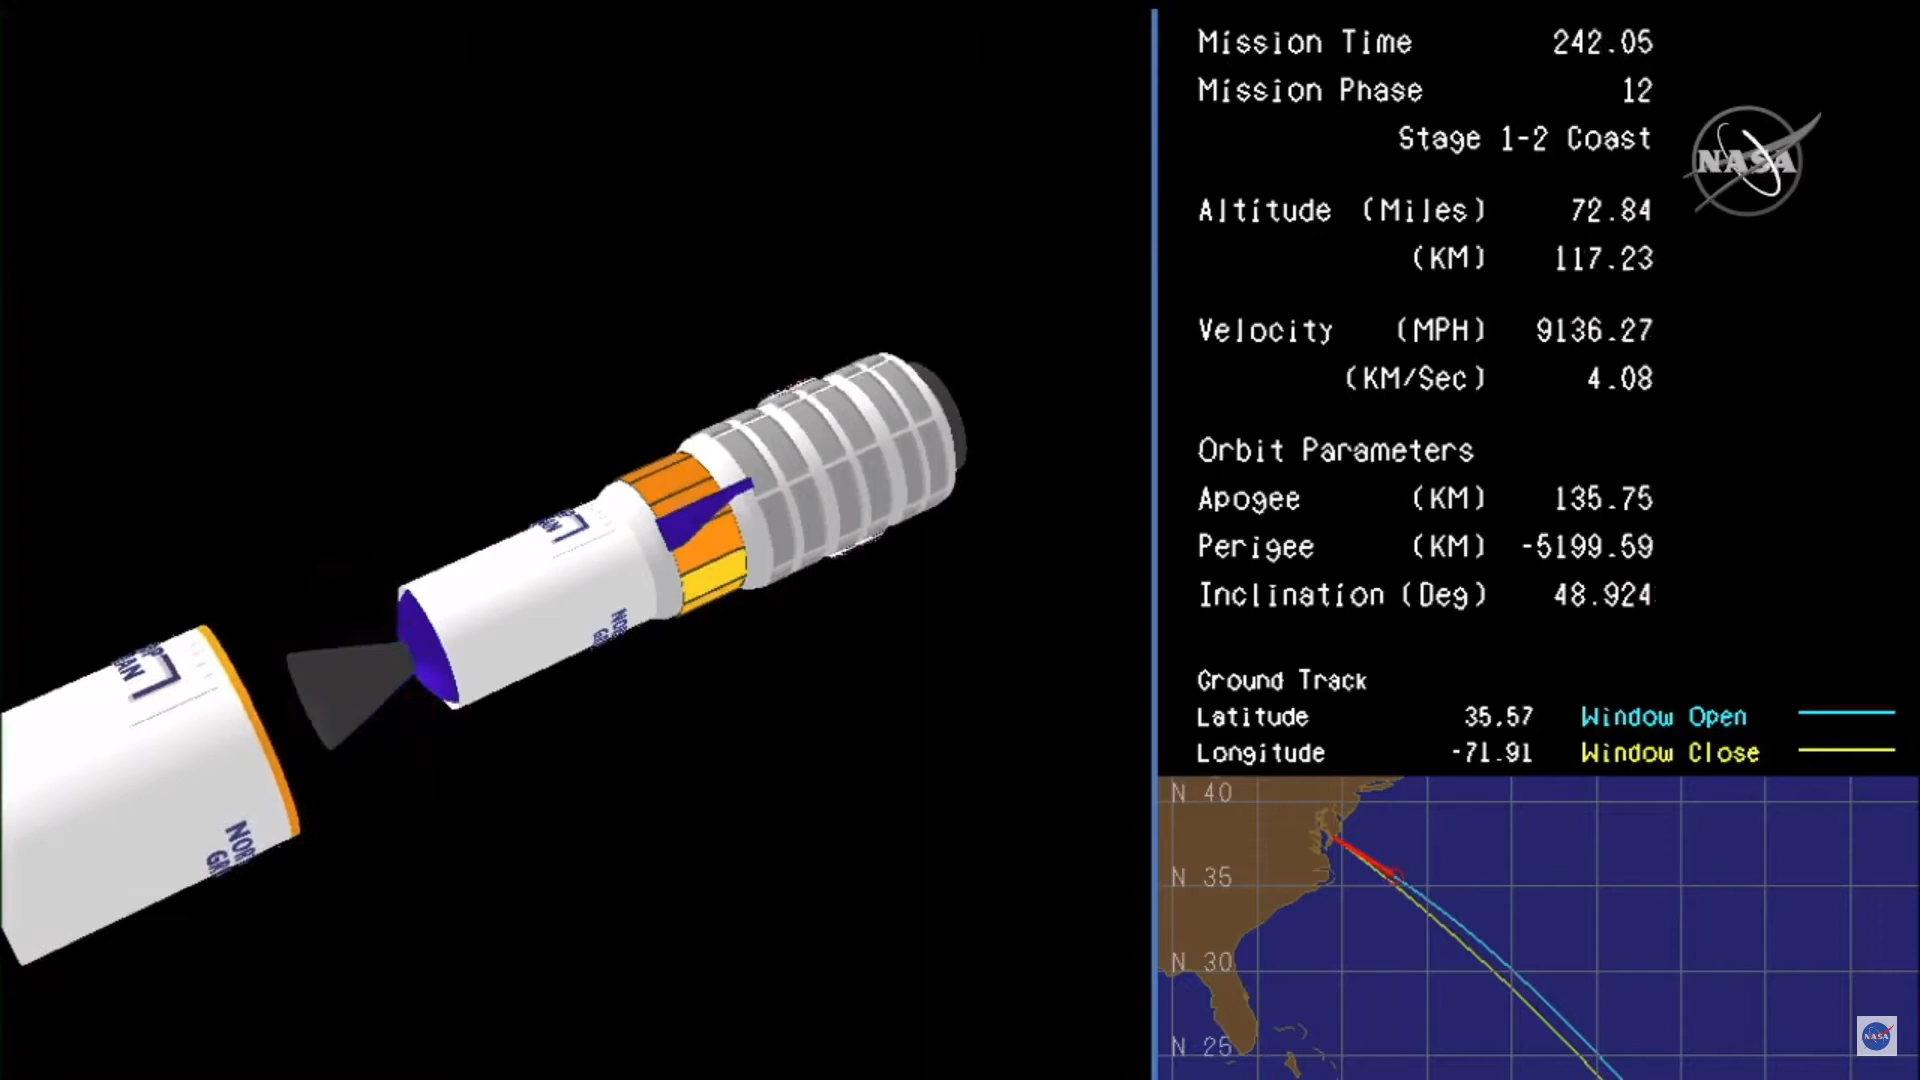 Mission Time 242.05
Mission Phase 12
Stage 1-2 Coast
NASA
Altitude (Miles) 72.84
(KM) 117.23
Velocity (MPH) 9136.27
(KM/Sec) 4.08
Orbit Parameters
Apogee (KM) 135.75
Perigee (KM) -5199.59
Inclination (Deg) 48.924
Ground Track
Latitude 35.57 Window Open
Longitude -71.91 Window Close
N 40
N 35
N 30
N 25
NASA